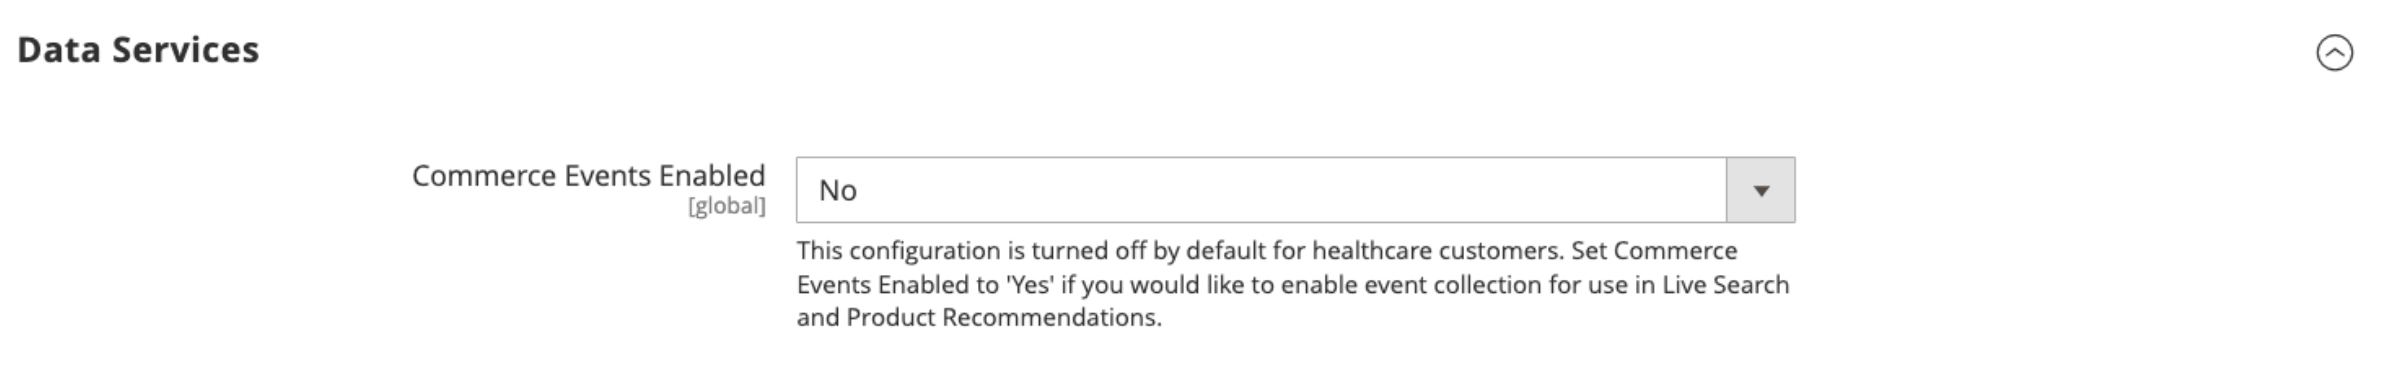 Data Services
Commerce Events Enabled
[global]
No
This configuration is turned off by default for healthcare customers. Set Commerce
Events Enabled to 'Yes' if you would like to enable event collection for use in Live Search
and Product Recommendations.